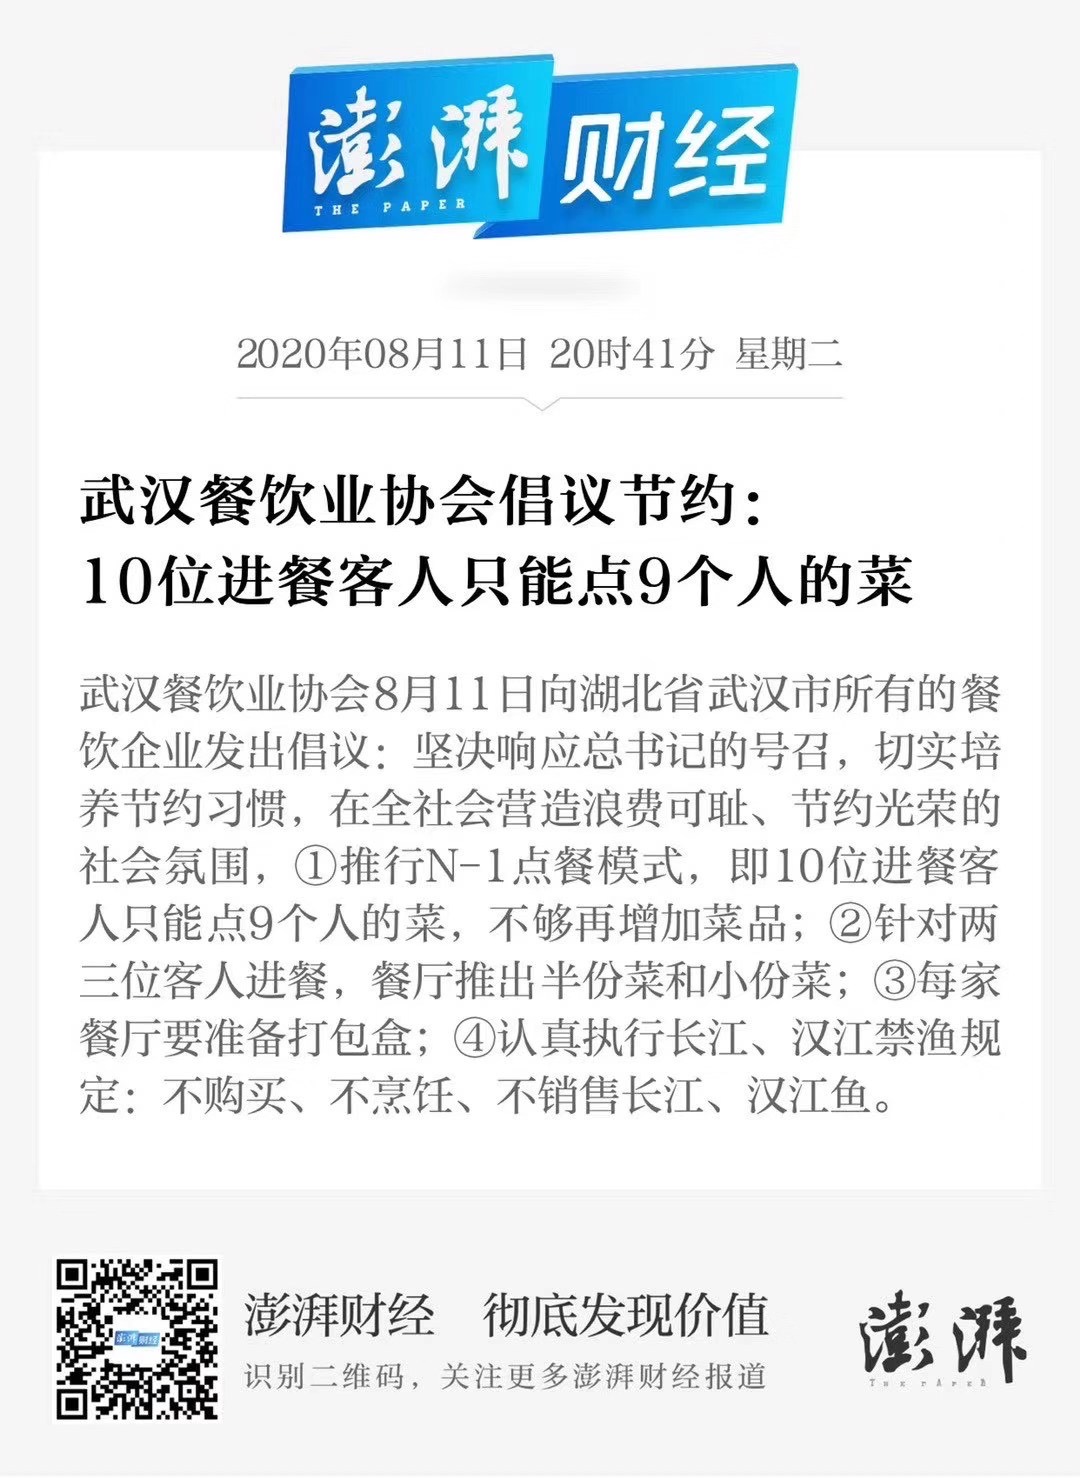 澎湃 财经
THE PAPER
2020年08月11日 20时41分 星期二
武汉餐饮业协会倡议节约：
10位进餐客人只能点9个人的菜
武汉餐饮业协会8月11日向湖北省武汉市所有的餐
饮企业发出倡议：坚决响应总书记的号召，切实培
养节约习惯，在全社会营造浪费可耻、节约光荣的
社会氛围，①推行N-1点餐模式，即10位进餐客
人只能点9个人的菜，不够再增加菜品；②针对两
三位客人进餐，餐厅推出半份菜和小份菜；③每家
餐厅要准备打包盒；④认真执行长江、汉江禁渔规
定：不购买、不烹饪、不销售长江、汉江鱼。
澎湃财经
澎湃财经 彻底发现价值
识别二维码，关注更多澎湃财经报道
澎湃
THE PAPER